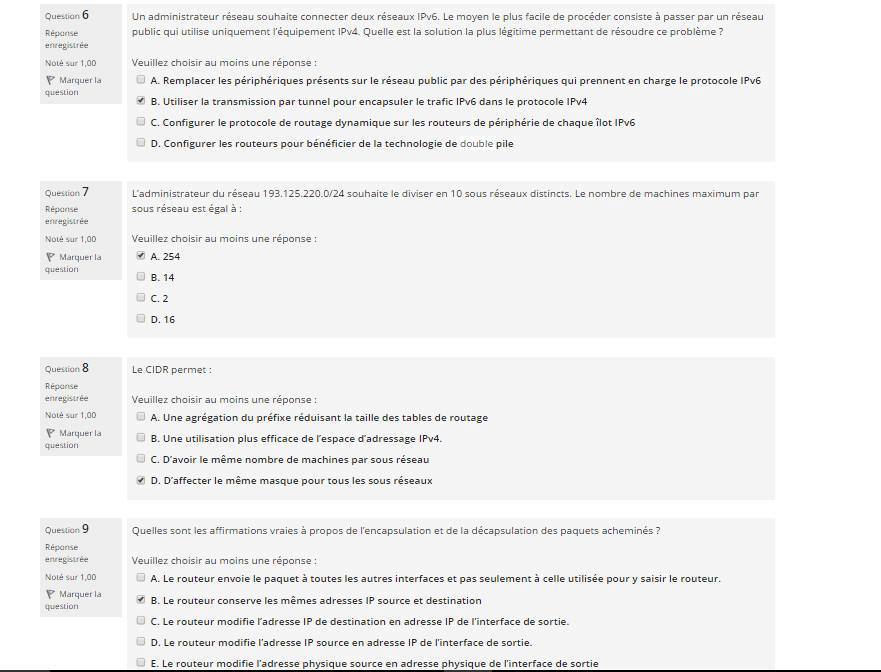 Question 6
Réponse
enregistrée
Noté sur 1,00
Marquer la
question
Un administrateur réseau souhaite connecter deux réseaux IPv6. Le moyen le plus facile de procéder consiste à passer par un réseau
public qui utilise uniquement l'équipement IPv4. Quelle est la solution la plus légitime permettant de résoudre ce problème ?
Veuillez choisir au moins une réponse :
A. Remplacer les périphériques présents sur le réseau public par des périphériques qui prennent en charge le protocole IPv6
B. Utiliser la transmission par tunnel pour encapsuler le trafic IPv6 dans le protocole IPv4
C. Configurer le protocole de routage dynamique sur les routeurs de périphérie de chaque îlot IPv6
D. Configurer les routeurs pour bénéficier de la technologie de double pile
Question 7
Réponse
enregistrée
Noté sur 1,00
Marquer la
question
L'administrateur du réseau 193.125.220.0/24 souhaite le diviser en 10 sous réseaux distincts. Le nombre de machines maximum par
sous réseau est égal à :
Veuillez choisir au moins une réponse :
A. 254
B. 14
C. 2
D. 16
Question 8
Réponse
enregistrée
Noté sur 1,00
Marquer la
question
Le CIDR permet :
Veuillez choisir au moins une réponse :
A. Une agrégation du préfixe réduisant la taille des tables de routage
B. Une utilisation plus efficace de l'espace d'adressage IPv4.
C. D'avoir le même nombre de machines par sous réseau
D. D'affecter le même masque pour tous les sous réseaux
Question 9
Réponse
enregistrée
Noté sur 1,00
Marquer la
question
Quelles sont les affirmations vraies à propos de l'encapsulation et de la décapsulation des paquets acheminés ?
Veuillez choisir au moins une réponse :
A. Le routeur envoie le paquet à toutes les autres interfaces et pas seulement à celle utilisée pour y saisir le routeur.
B. Le routeur conserve les mêmes adresses IP source et destination
C. Le routeur modifie l'adresse IP de destination en adresse IP de l'interface de sortie.
D. Le routeur modifie l'adresse IP source en adresse IP de l'interface de sortie.
E. Le routeur modifie l'adresse physique source en adresse physique de l'interface de sortie